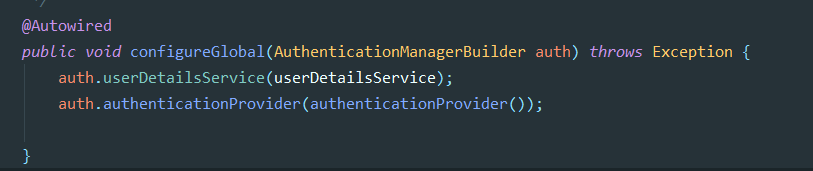 */
@Autowired
public void configureGlobal(AuthenticationManagerBuilder auth) throws Exception {
auth.userDetailsService(userDetailsService);
auth.authenticationProvider(authenticationProvider());
}